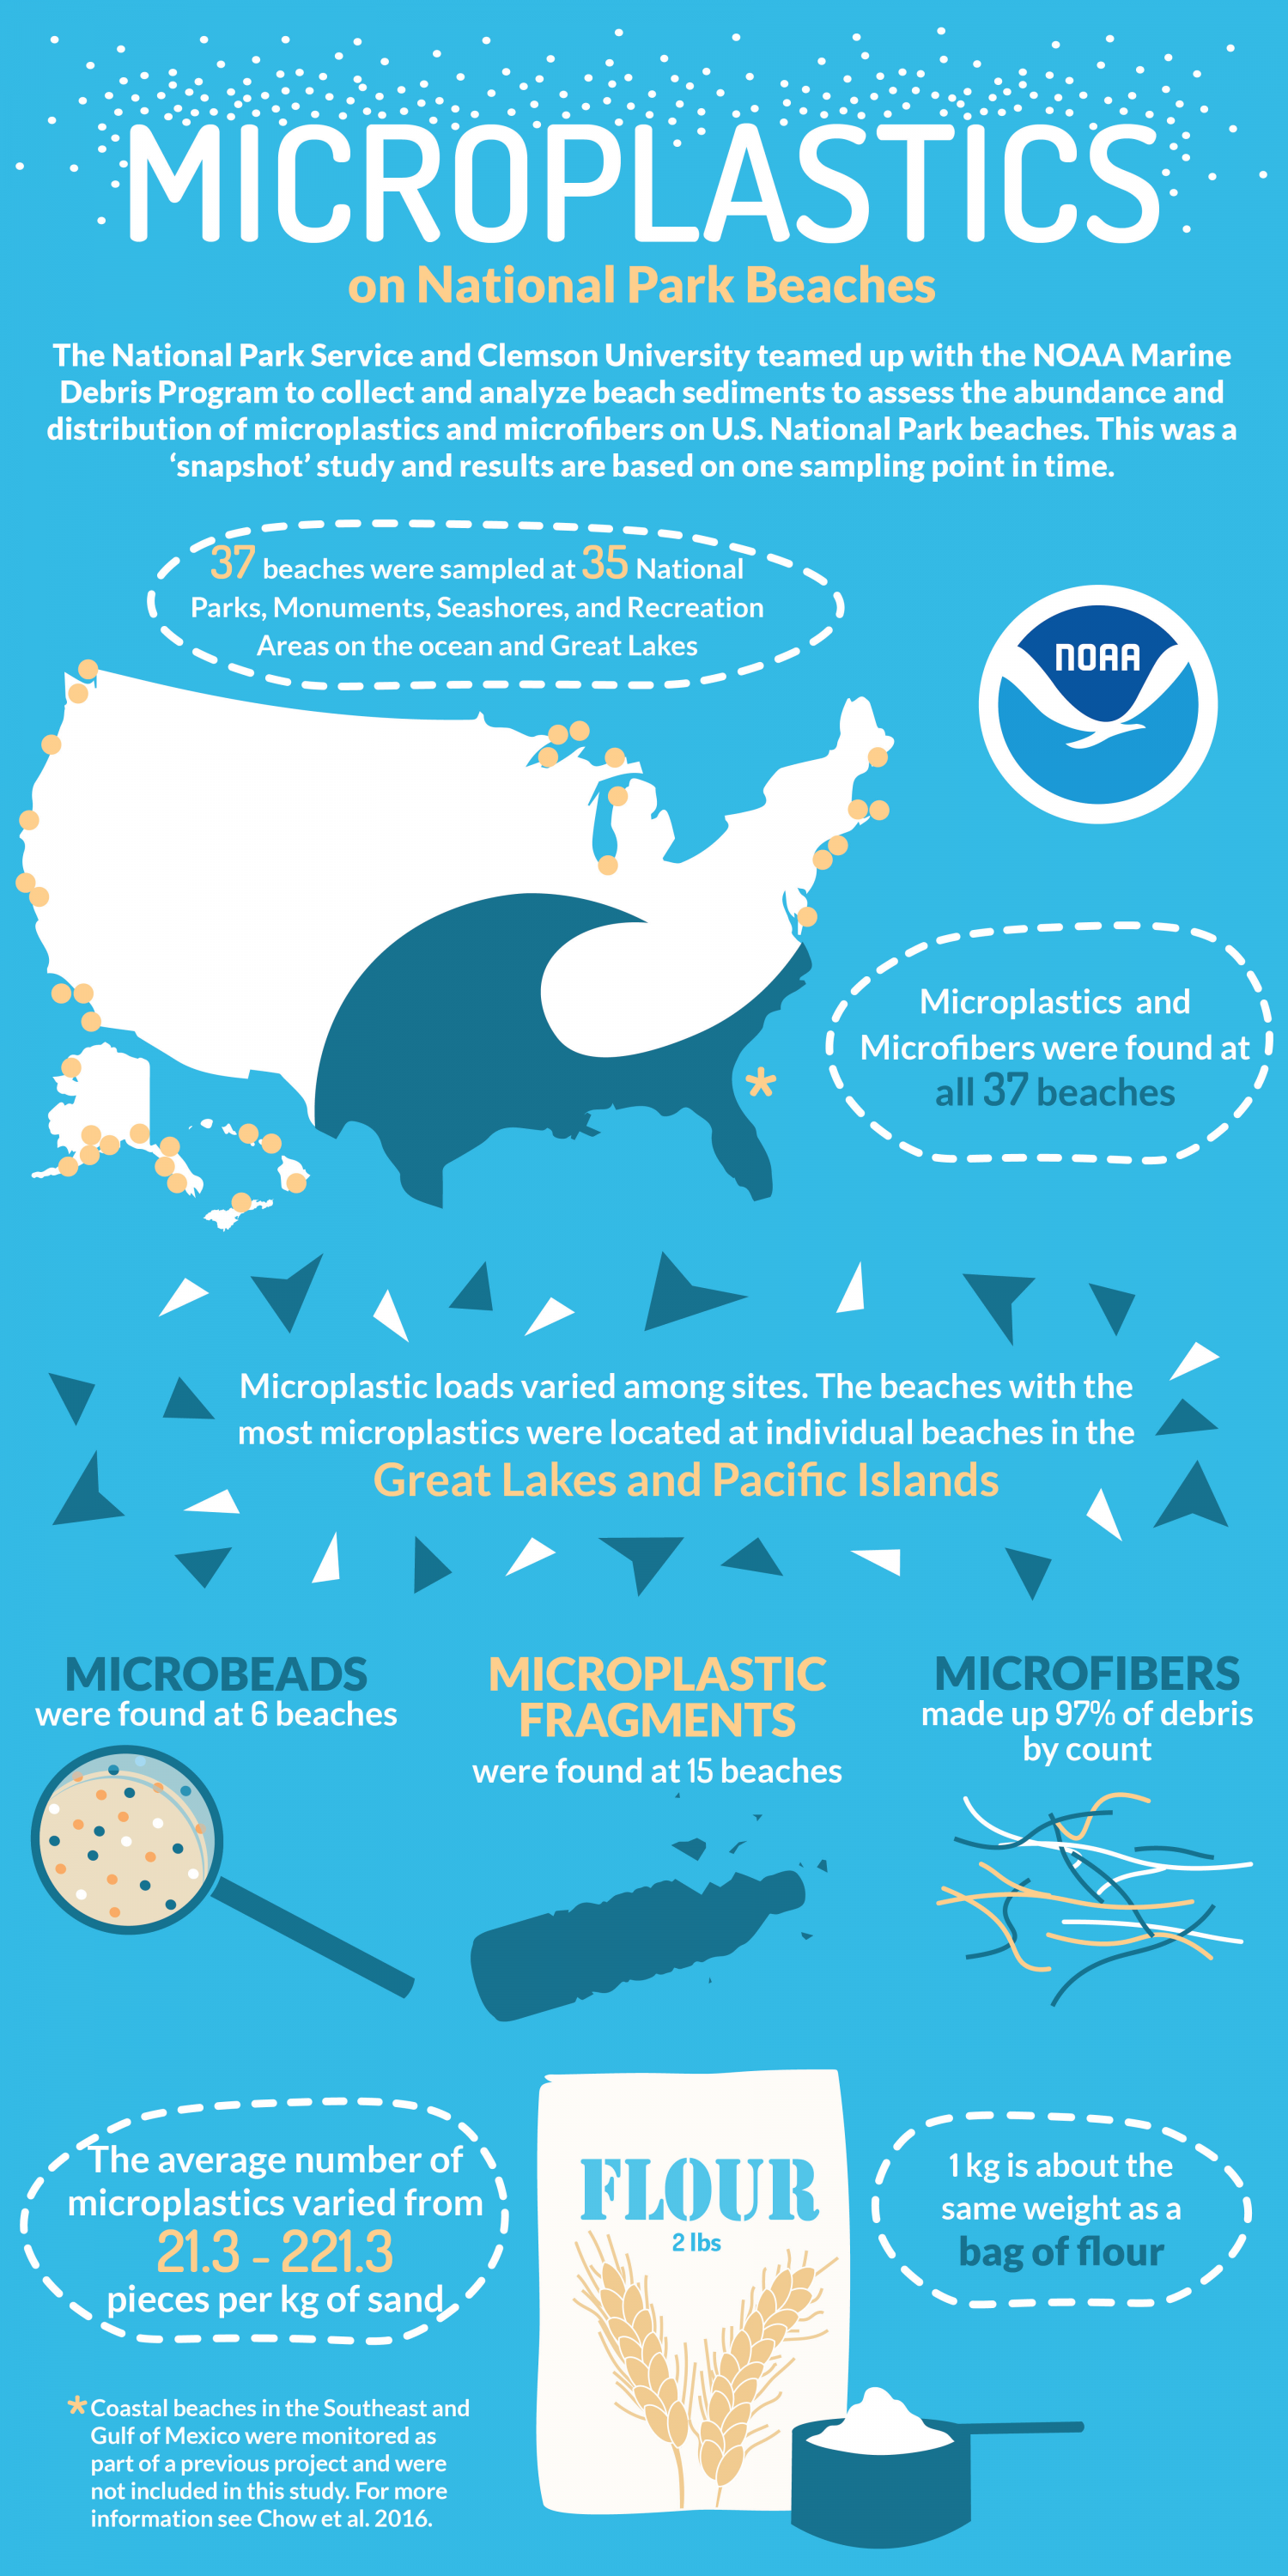 MICROPLASTICS
on National Park Beaches
The National Park Service and Clemson University teamed up with the NOAA Marine
Debris Program to collect and analyze beach sediments to assess the abundance and
distribution of microplastics and microfibers on U.S. National Park beaches. This was a
‘snapshot’ study and results are based on one sampling point in time.
37 beaches were sampled at 35 National
Parks, Monuments, Seashores, and Recreation
Areas on the ocean and Great Lakes
NOAA
Microplastics and
Microfibers were found at
all 37 beaches
*
Microplastic loads varied among sites. The beaches with the
most microplastics were located at individual beaches in the
Great Lakes and Pacific Islands
MICROBEADS
were found at 6 beaches
MICROPLASTIC
FRAGMENTS
were found at 15 beaches
MICROFIBERS
made up 97% of debris
by count
The average number of
microplastics varied from
21.3 - 221.3
pieces per kg of sand
FLOUR
2 lbs
1 kg is about the
same weight as a
bag of flour
*Coastal beaches in the Southeast and
Gulf of Mexico were monitored as
part of a previous project and were
not included in this study. For more
information see Chow et al. 2016.